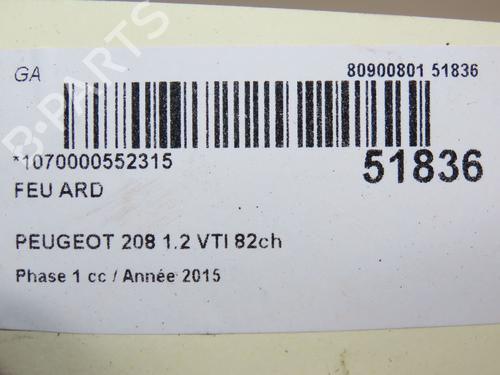 GA
80900801 51836
*1070000552315
51836
FEU ARD
PEUGEOT 208 1.2 VTI 82ch
Phase 1 cc / Année 2015
B-PARTS